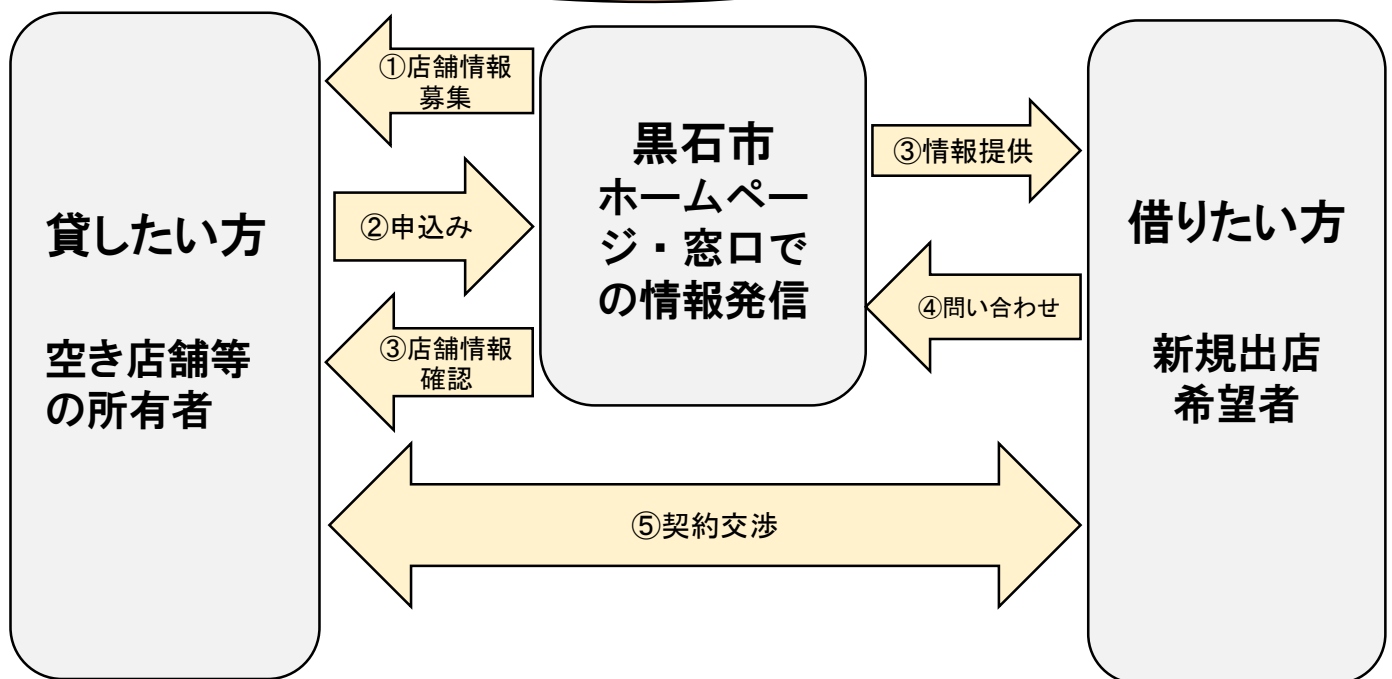 貸したい方
空き店舗等
の所有者
①店舗情報
募集
②申込み
③店舗情報
確認
黒石市
ホームペー
ジ・窓口で
の情報発信
③情報提供
④問い合わせ
借りたい方
新規出店
希望者
⑤契約交渉